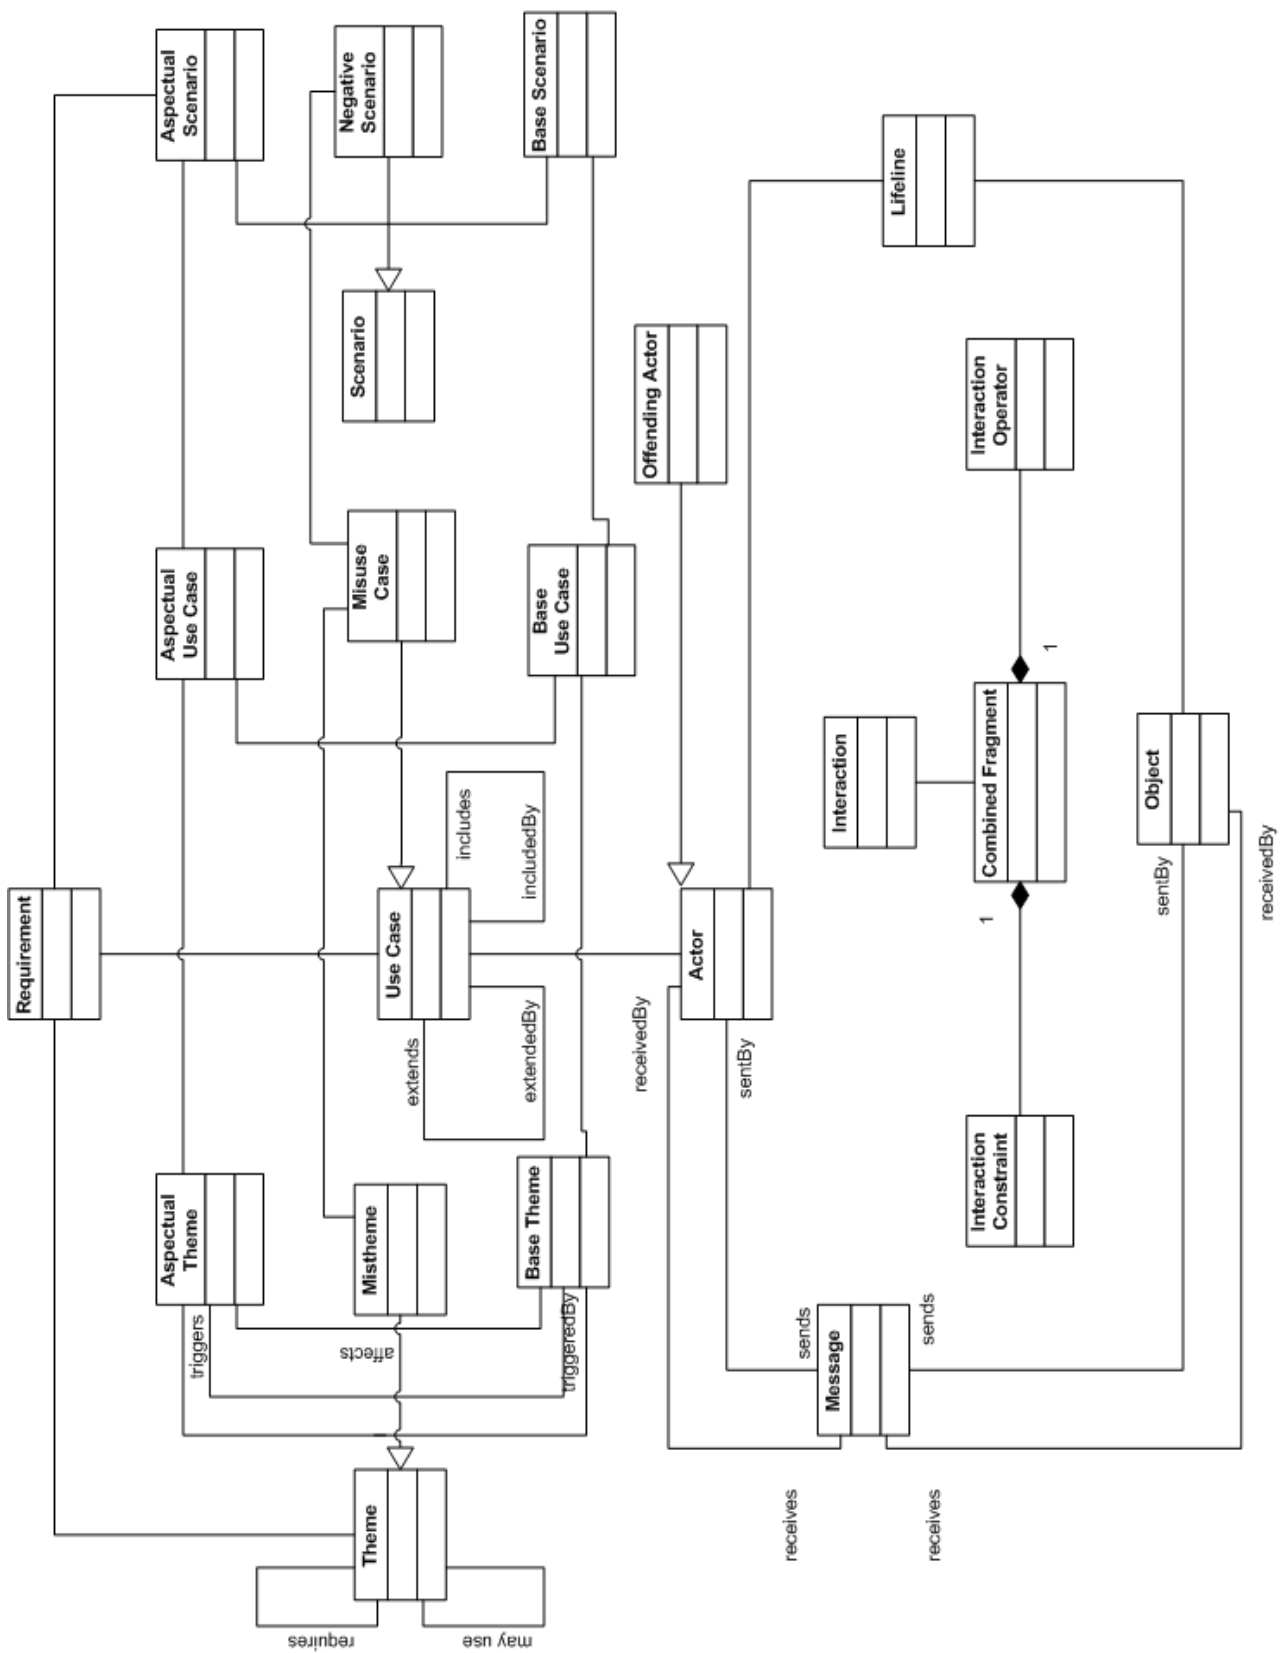 Requirement
Aspectual
Theme
Aspectual
Use Case
Aspectual
Scenario
triggers
requires
affects
Theme
Mistheme
Use Case
Misuse
Case
Scenario
Negative
Scenario
extends
includes
may use
extendedBy
includedBy
Base Theme
Base
Use Case
Base Scenario
triggeredBy
receivedBy
Offending Actor
Actor
sentBy
receives
sends
Message
Interaction
Lifeline
sends
receives
Interaction
Constraint
1
Combined Fragment
1
Interaction
Operator
Object
sentBy
receivedBy